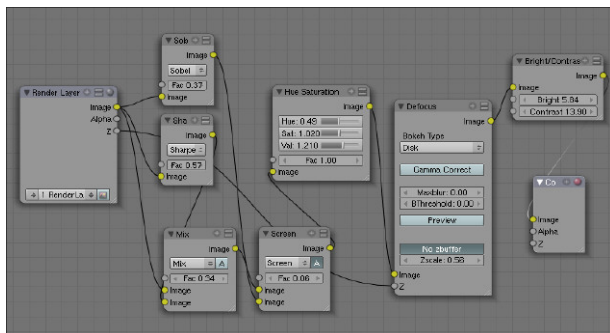 Render Layer
Image
Alpha
Z
1 RenderLa
Sob
Image
Sobel
Fac 0.37
Image
Sha
Image
Sharpe
Fac 0.57
Image
Mix
Image
Mix
A
Fac 0.34
Image
Image
Screen
Image
Screen
A
Fac 0.06
Image
Image
Hue Saturation
Image
Hue: 0.49
Sat: 1.020
Val: 1.210
Fac 1.00
Image
Defocus
Image
Bokeh Type
Disk
Gamma Correct
Maxblur: 0.00
BThreshold: 0.00
Preview
No zbuffer
Zscale: 0.56
Image
Z
Bright/Contras
Image
Image
Bright 5.84
Contrast 13.90
Co
Image
Alpha
Z